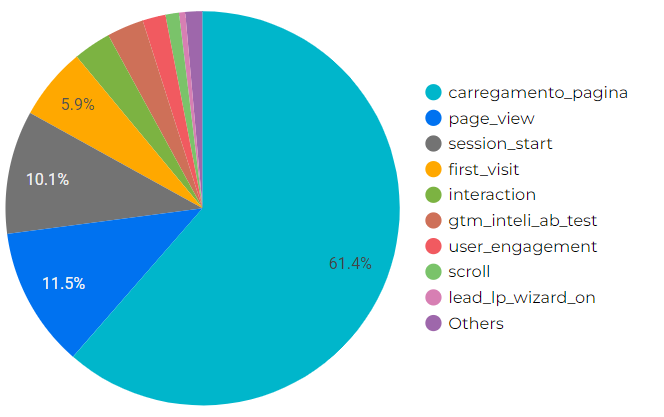 5.9%
10.1%
11.5%
61.4%
carregamento_pagina
page_view
session_start
first_visit
interaction
gtm_inteli_ab_test
user_engagement
scroll
lead_lp_wizard_on
Others